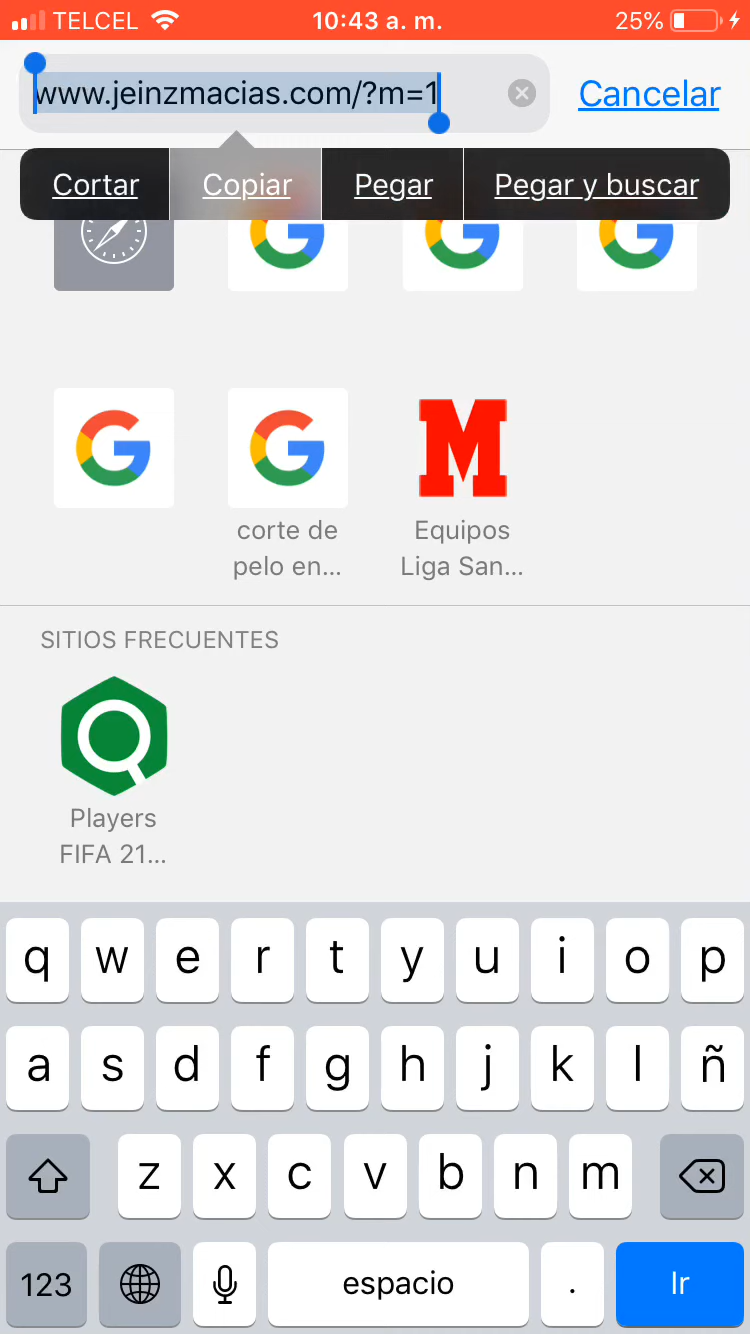 TELCEL 10:43 a. m. 25%
www.jeinzmacias.com/?m=1 Cancelar
Cortar Copiar Pegar Pegar y buscar
corte de
pelo en...
Equipos
Liga San...
SITIOS FRECUENTES
Players
FIFA 21...
q w e r t y u i o p
a s d f g h j k l ñ
z x c v b n m
123 espacio . Ir